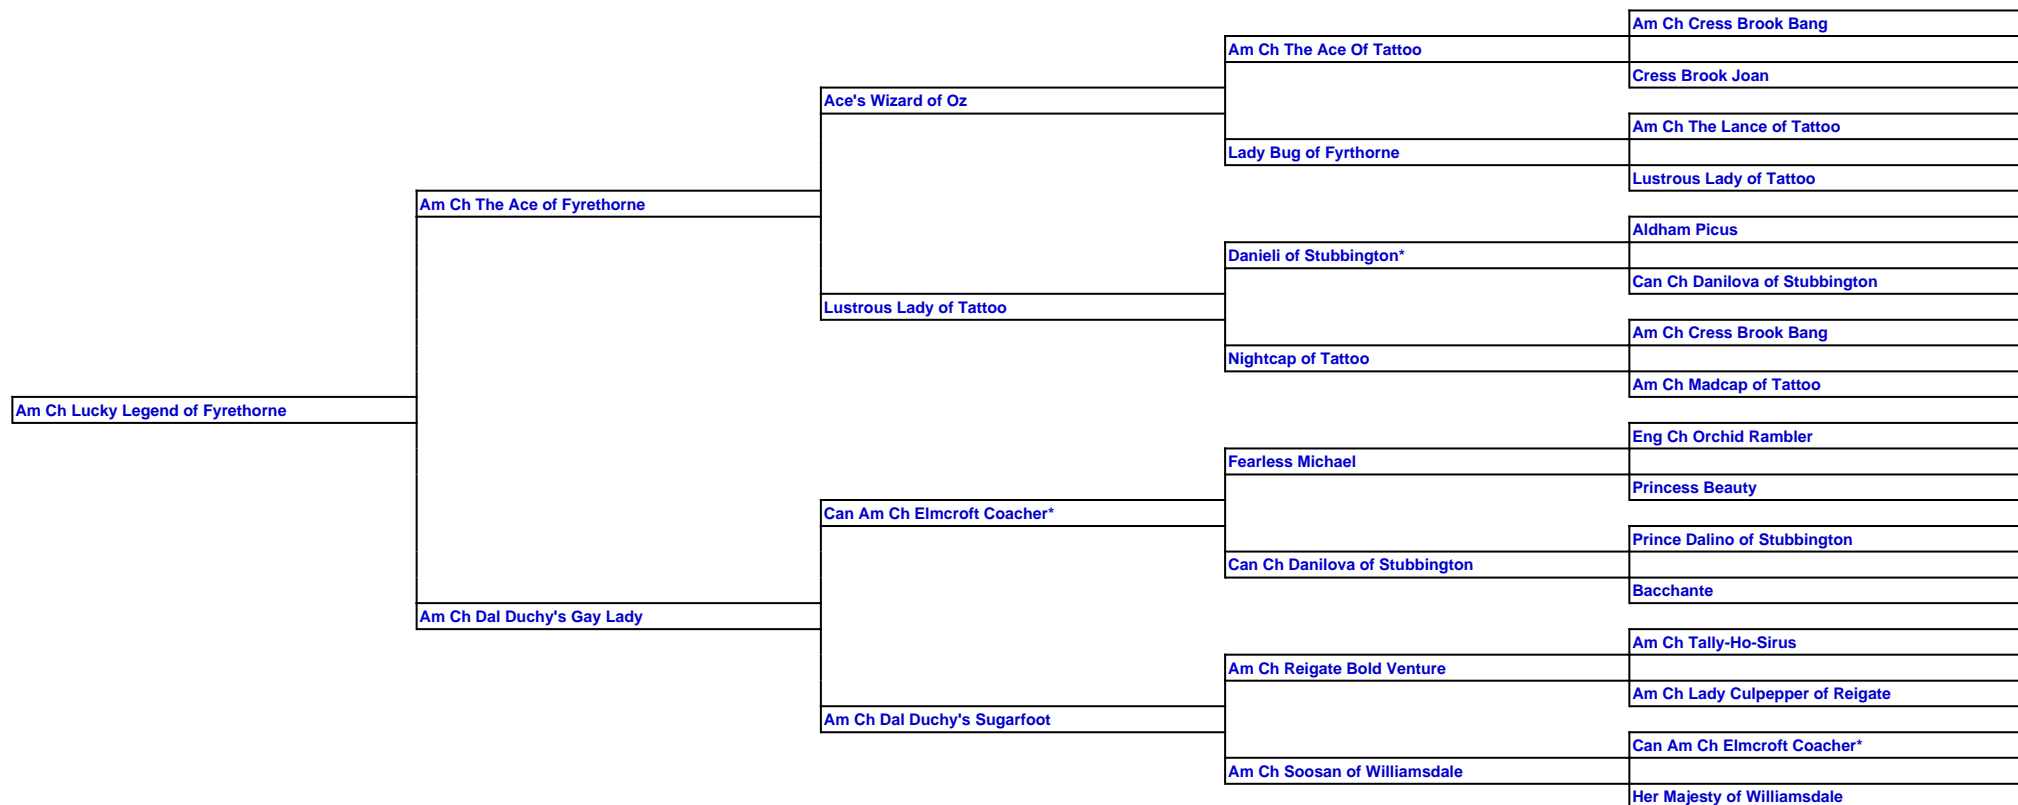 Am Ch Cress Brook Bang
Am Ch The Ace Of Tattoo
Cress Brook Joan
Ace's Wizard of Oz
Am Ch The Lance of Tattoo
Lady Bug of Fyrthorne
Lustrous Lady of Tattoo
Am Ch The Ace of Fyrethorne
Aldham Picus
Danieli of Stubbington*
Can Ch Danilova of Stubbington
Lustrous Lady of Tattoo
Am Ch Cress Brook Bang
Nightcap of Tattoo
Am Ch Madcap of Tattoo
Am Ch Lucky Legend of Fyrethorne
Eng Ch Orchid Rambler
Fearless Michael
Princess Beauty
Can Am Ch Elmcroft Coacher*
Prince Dalino of Stubbington
Can Ch Danilova of Stubbington
Bacchante
Am Ch Dal Duchy's Gay Lady
Am Ch Tally-Ho-Sirus
Am Ch Reigate Bold Venture
Am Ch Lady Culpepper of Reigate
Am Ch Dal Duchy's Sugarfoot
Can Am Ch Elmcroft Coacher*
Am Ch Soosan of Williamsdale
Her Majesty of Williamsdale